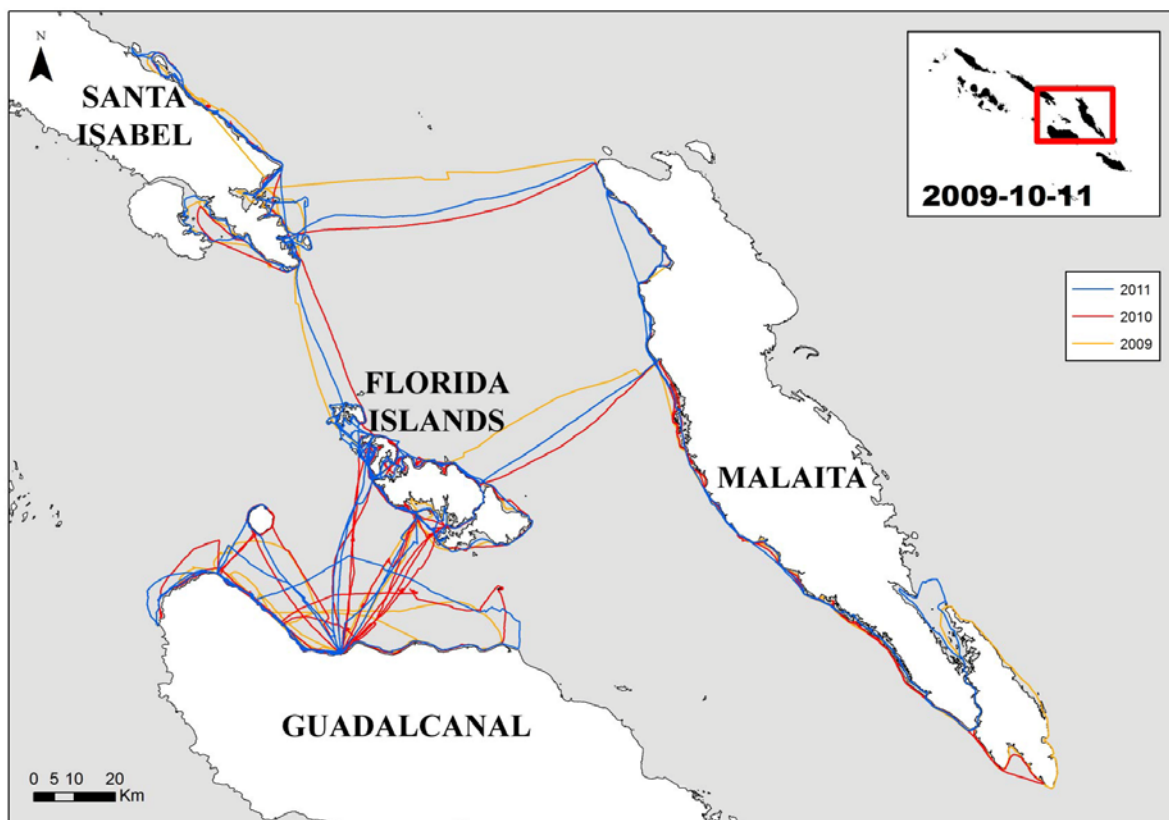 N
SANTA
ISABEL
2009-10-11
2011
2010
2009
FLORIDA
ISLANDS
MALAITA
GUADALCANAL
0 5 10 20
Km